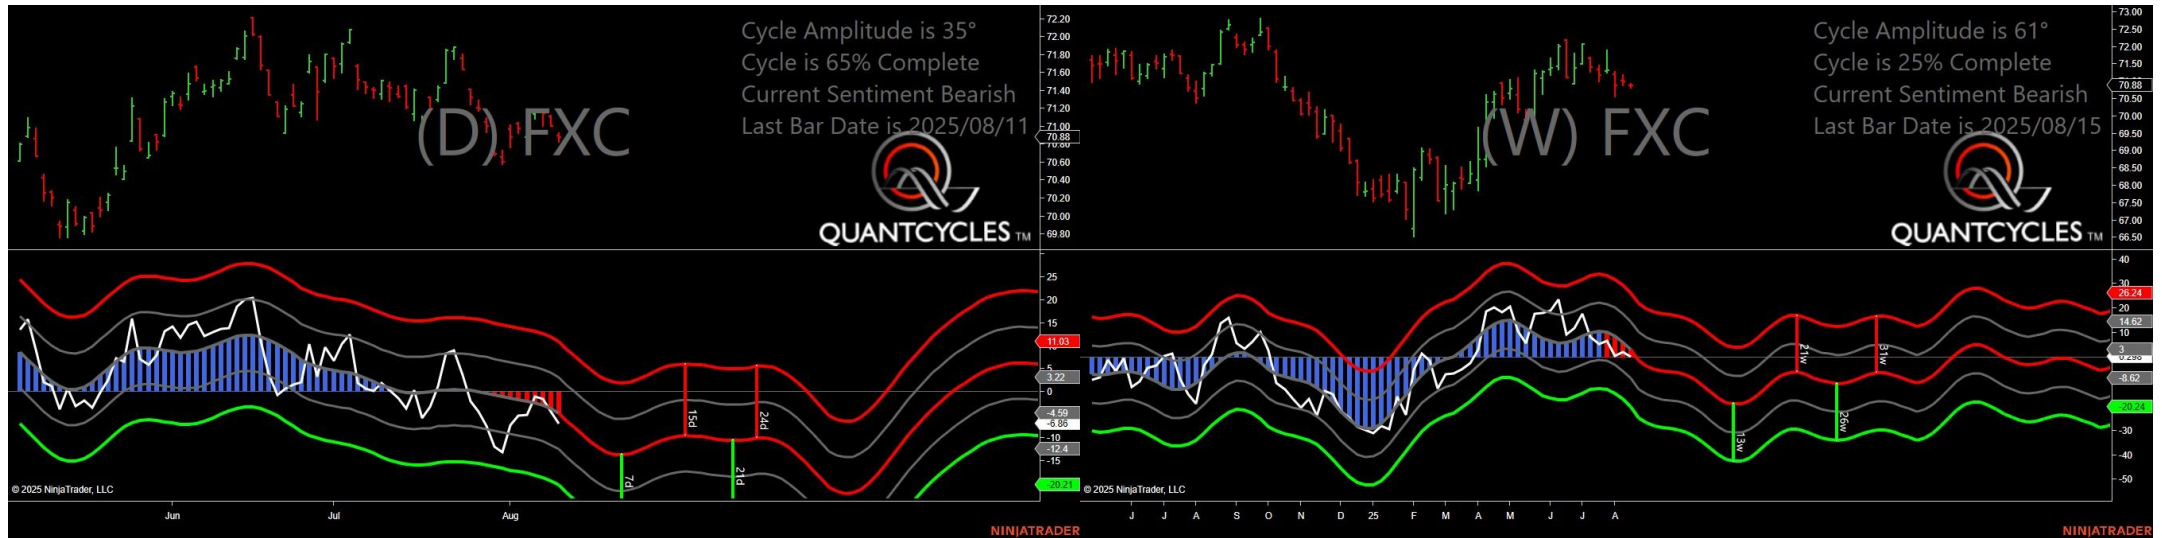 Cycle Amplitude is 35°
Cycle is 65% Complete
Current Sentiment Bearish
Last Bar Date is 2025/08/11
(D) FXC
QUANTCYCLES TM
72.20
72.00
71.80
71.60
71.40
71.20
71.00
70.88
70.80
70.60
70.40
70.20
70.00
69.80
25
20
15
11.03
5
3.22
0
-4.59
-6.86
-10
-12.4
-15
-20.21
15d
24d
7d
21d
© 2025 NinjaTrader, LLC
Jun
Jul
Aug
NINJATRADER
Cycle Amplitude is 61°
Cycle is 25% Complete
Current Sentiment Bearish
Last Bar Date is 2025/08/15
(W) FXC
QUANTCYCLES TM
73.00
72.50
72.00
71.50
70.88
70.50
70.00
69.50
69.00
68.50
68.00
67.50
67.00
66.50
40
30
26.24
20
14.62
10
3
0.298
-8.62
-20.24
-30
-40
-50
21w
31w
13w
26w
© 2025 NinjaTrader, LLC
J
J
A
S
O
N
D
25
F
M
A
M
J
J
A
NINJATRADER